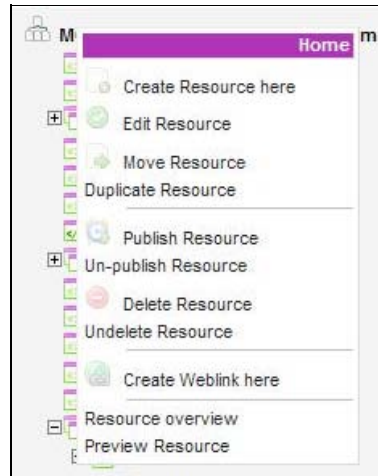 Home
Create Resource here
Edit Resource
Move Resource
Duplicate Resource
Publish Resource
Un-publish Resource
Delete Resource
Undelete Resource
Create Weblink here
Resource overview
Preview Resource